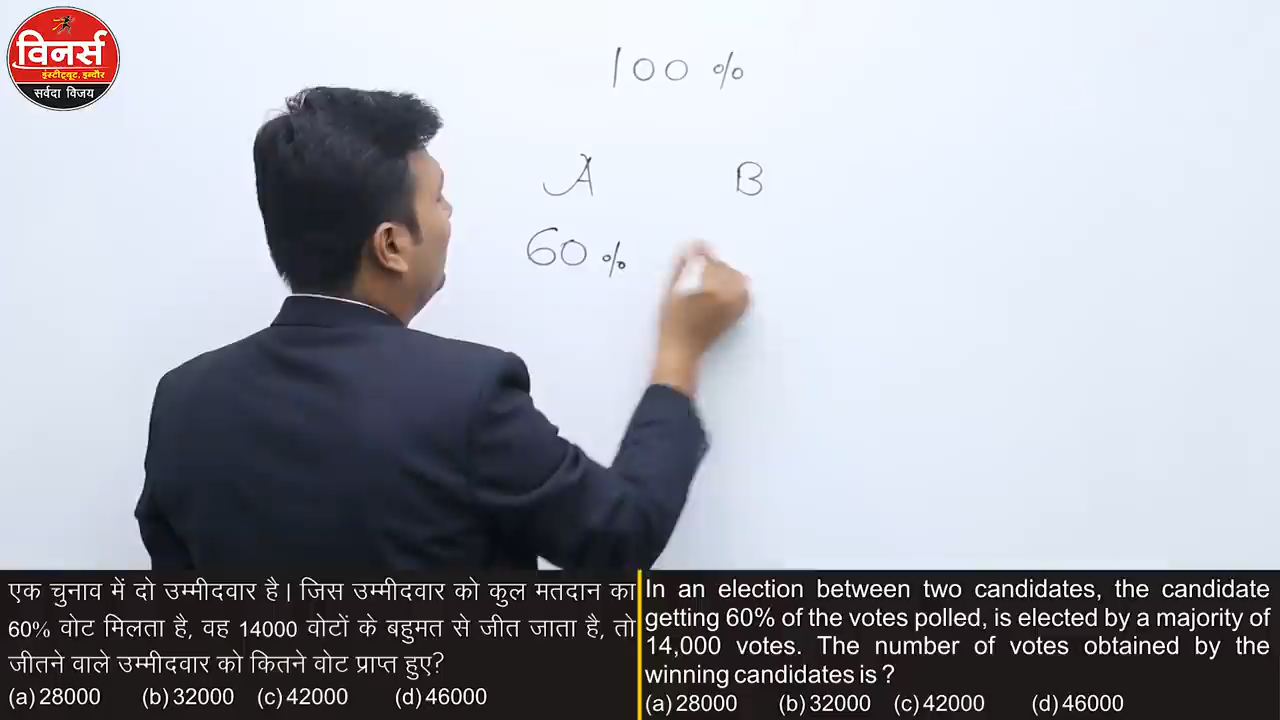 विनर्स
इंस्टीट्यूट, इन्दौर
सर्वदा विजय
100 %
A B
60 %
एक चुनाव में दो उम्मीदवार है। जिस उम्मीदवार को कुल मतदान का
60% वोट मिलता है, वह 14000 वोटों के बहुमत से जीत जाता है, तो
जीतने वाले उम्मीदवार को कितने वोट प्राप्त हुए?
(a) 28000 (b) 32000 (c) 42000 (d) 46000
In an election between two candidates, the candidate
getting 60% of the votes polled, is elected by a majority of
14,000 votes. The number of votes obtained by the
winning candidates is ?
(a) 28000 (b) 32000 (c) 42000 (d) 46000